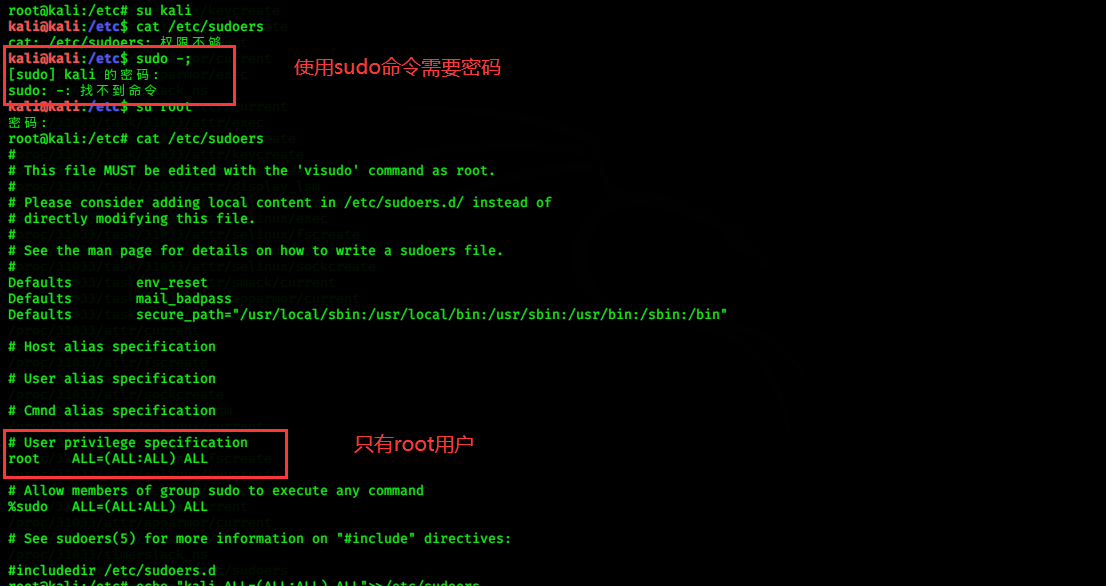 root@kali:/etc# su kali
kali@kali:/etc$ cat /etc/sudoers
cat: /etc/sudoers: 权限不够
kali@kali:/etc$ sudo -;
使用sudo命令需要密码
[sudo] kali 的密码：
sudo: -: 找不到命令
kali@kali:/etc$ su root
密码：
root@kali:/etc# cat /etc/sudoers
#
# This file MUST be edited with the 'visudo' command as root.
#
# Please consider adding local content in /etc/sudoers.d/ instead of
# directly modifying this file.
#
# See the man page for details on how to write a sudoers file.
#
Defaults        env_reset
Defaults        mail_badpass
Defaults        secure_path="/usr/local/sbin:/usr/local/bin:/usr/sbin:/usr/bin:/sbin:/bin"
# Host alias specification
# User alias specification
# Cmnd alias specification
# User privilege specification
只有root用户
root    ALL=(ALL:ALL) ALL
# Allow members of group sudo to execute any command
%sudo   ALL=(ALL:ALL) ALL
# See sudoers(5) for more information on "#include" directives:
#includedir /etc/sudoers.d
root@kali:/etc# echo "kali ALL=(ALL:ALL) ALL">>/etc/sudoers